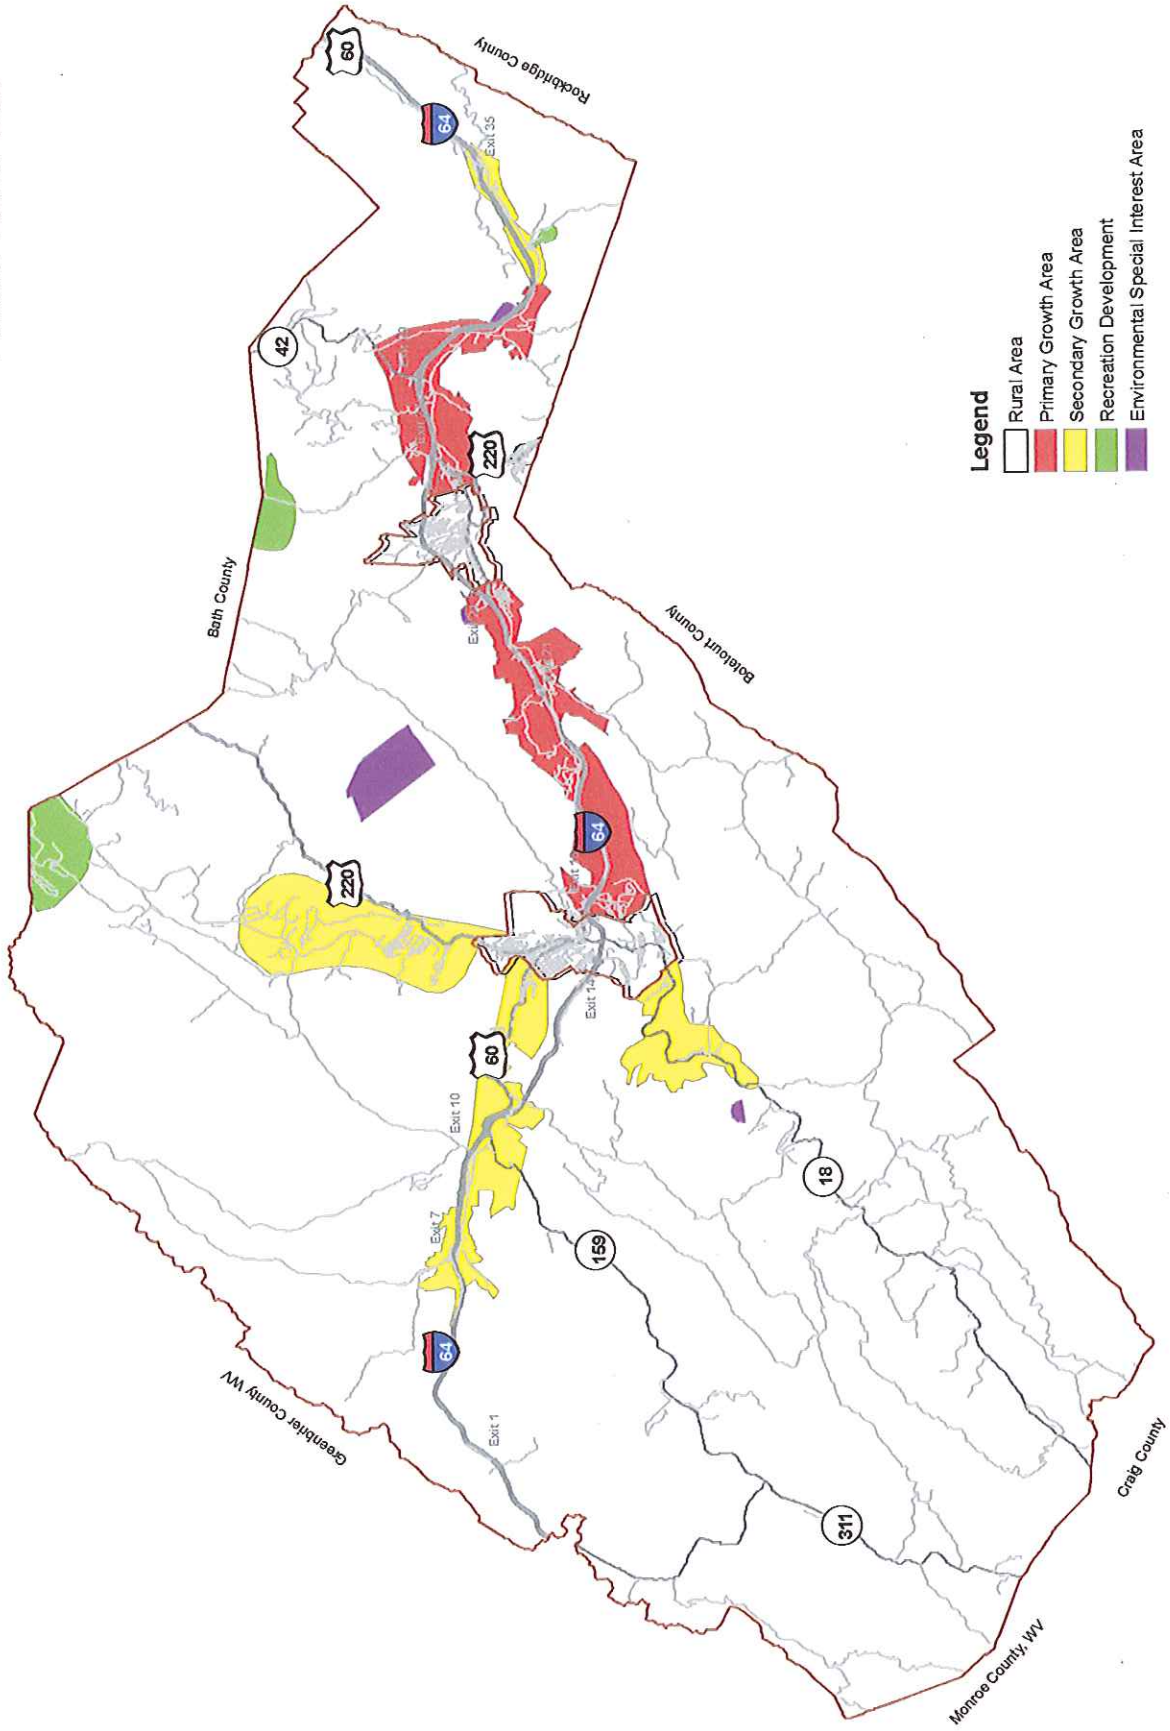 60
Rockbridge County
64
Exit 35
42
220
Bath County
Botetourt County
64
220
Exit 14
60
Exit 10
Exit 7
18
159
64
Greenbrier County WV
Exit 1
311
Craig County
Monroe County, WV
Legend
Rural Area
Primary Growth Area
Secondary Growth Area
Recreation Development
Environmental Special Interest Area